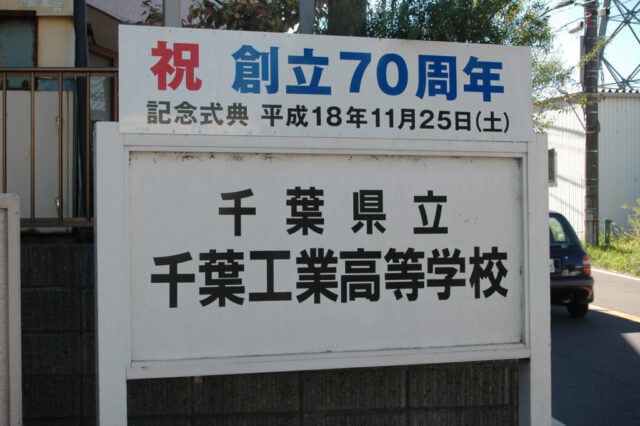 祝 創立70周年
記念式典 平成18年11月25日(土)
千葉県立
千葉工業高等学校